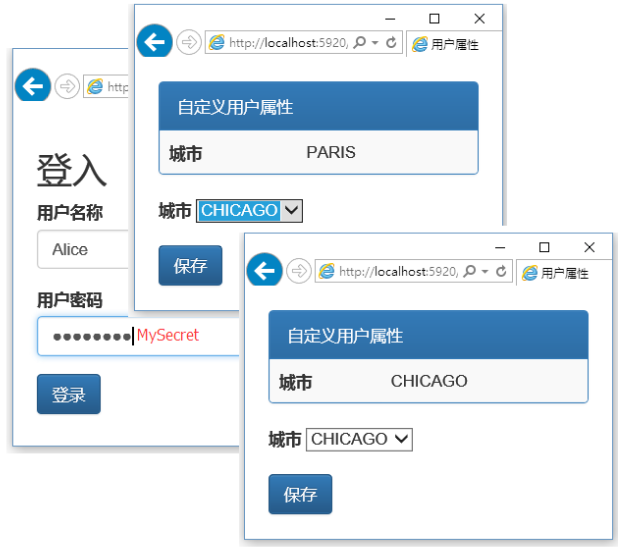 http
登入
用户名称
Alice
用户密码
MySecret
登录
http://localhost:5920,
用户属性
自定义用户属性
城市 PARIS
城市 CHICAGO
保存
http://localhost:5920,
用户属性
自定义用户属性
城市 CHICAGO
城市 CHICAGO
保存